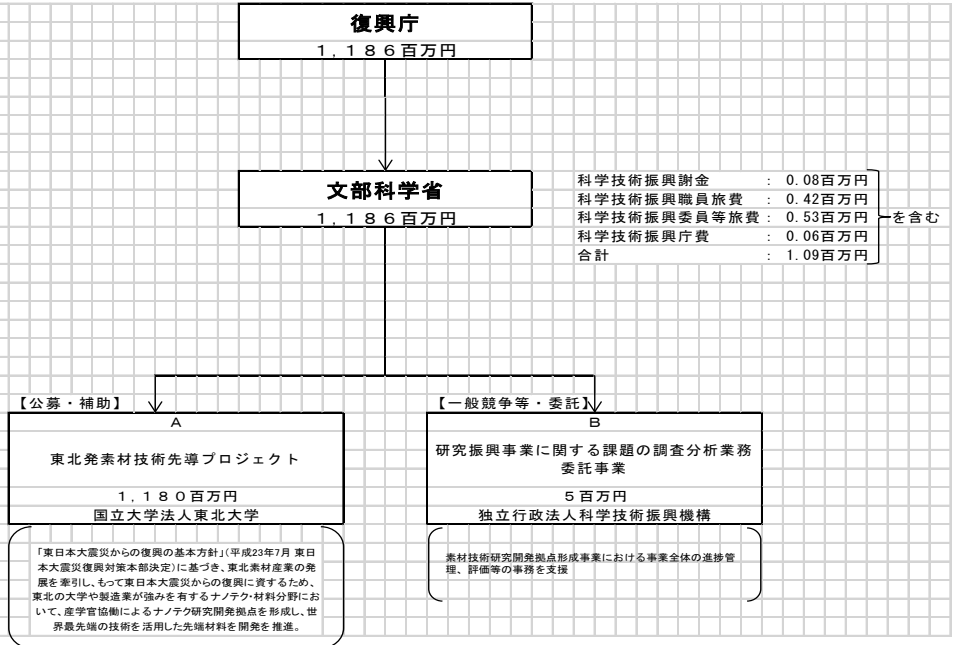 復興庁
１，１８６百万円
文部科学省
１，１８６百万円
科学技術振興謝金 ： 0.08百万円
科学技術振興職員旅費 ： 0.42百万円
科学技術振興委員等旅費： 0.53百万円
科学技術振興庁費 ： 0.06百万円
合計 ： 1.09百万円
を含む
【公募・補助】
A
東北発素材技術先導プロジェクト
１，１８０百万円
国立大学法人東北大学
「東日本大震災からの復興の基本方針」（平成23年7月 東日
本大震災復興対策本部決定）に基づき、東北素材産業の発
展を牽引し、もって東日本大震災からの復興に資するため、
東北の大学や製造業が強みを有するナノテク・材料分野にお
いて、産学官協働によるナノテク研究開発拠点を形成し、世
界最先端の技術を活用した先端材料を開発を推進。
【一般競争等・委託】
B
研究振興事業に関する課題の調査分析業務
委託事業
５百万円
独立行政法人科学技術振興機構
素材技術研究開発拠点形成事業における事業全体の進捗管
理、評価等の事務を支援